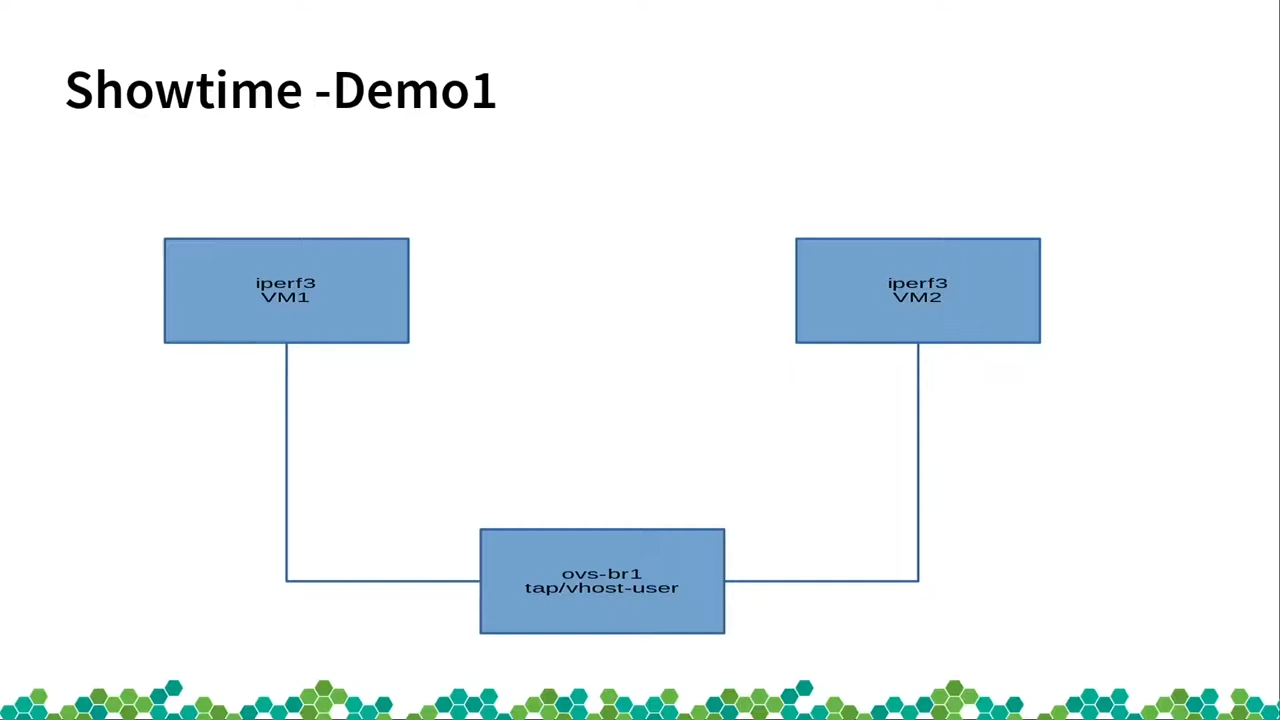 Showtime -Demo1
iperf3
VM1
iperf3
VM2
ovs-br1
tap/vhost-user